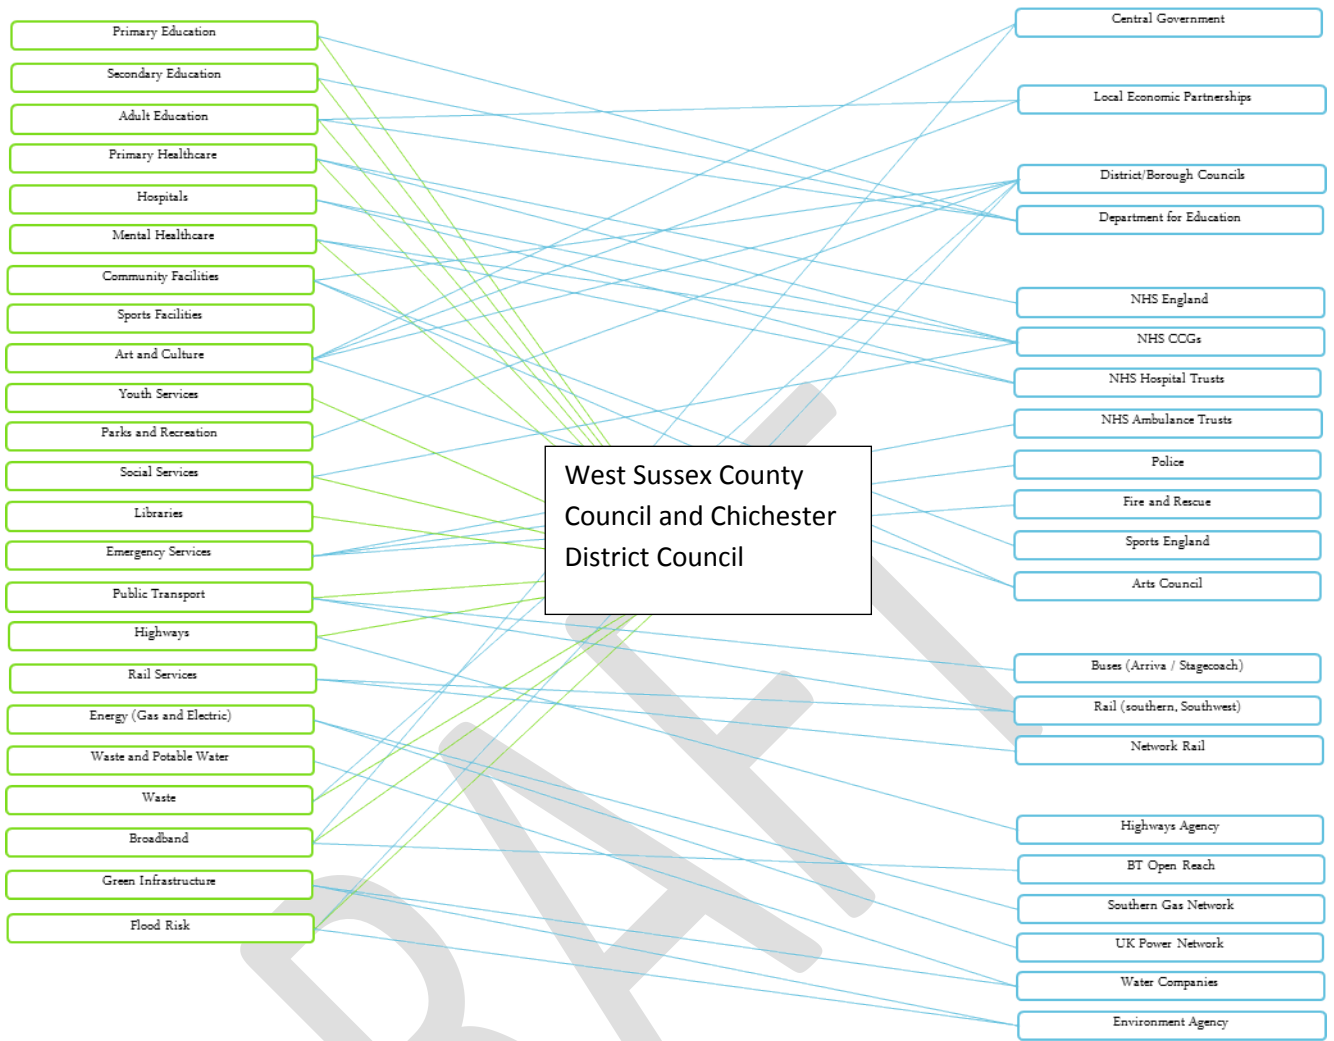 Primary Education
Secondary Education
Adult Education
Primary Healthcare
Hospitals
Mental Healthcare
Community Facilities
Sports Facilities
Art and Culture
Youth Services
Parks and Recreation
Social Services
Libraries
Emergency Services
Public Transport
Highways
Rail Services
Energy (Gas and Electric)
Waste and Potable Water
Waste
Broadband
Green Infrastructure
Flood Risk
West Sussex County
Council and Chichester
District Council
Central Government
Local Economic Partnerships
District/Borough Councils
Department for Education
NHS England
NHS CCGs
NHS Hospital Trusts
NHS Ambulance Trusts
Police
Fire and Rescue
Sports England
Arts Council
Buses (Arriva / Stagecoach)
Rail (southern, Southwest)
Network Rail
Highways Agency
BT Open Reach
Southern Gas Network
UK Power Network
Water Companies
Environment Agency